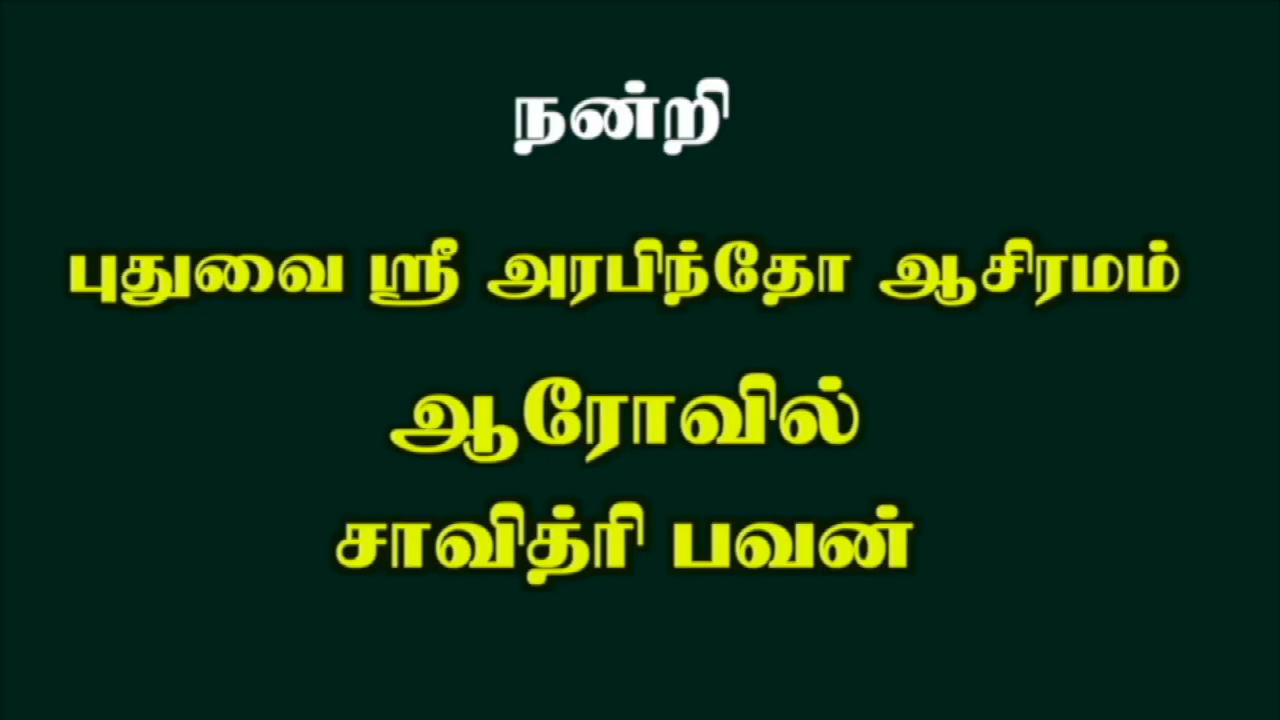 நன்றி
புதுவை ஸ்ரீ அரபிந்தோ ஆசிரமம்
ஆரோவில்
சாவித்ரி பவன்